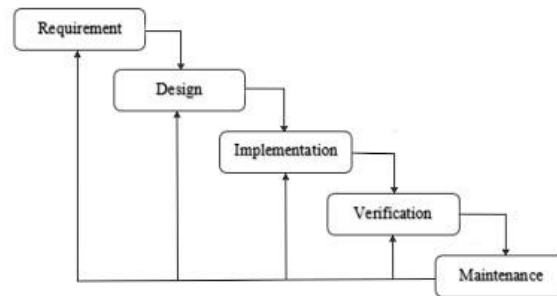 Requirement
Design
Implementation
Verification
Maintenance